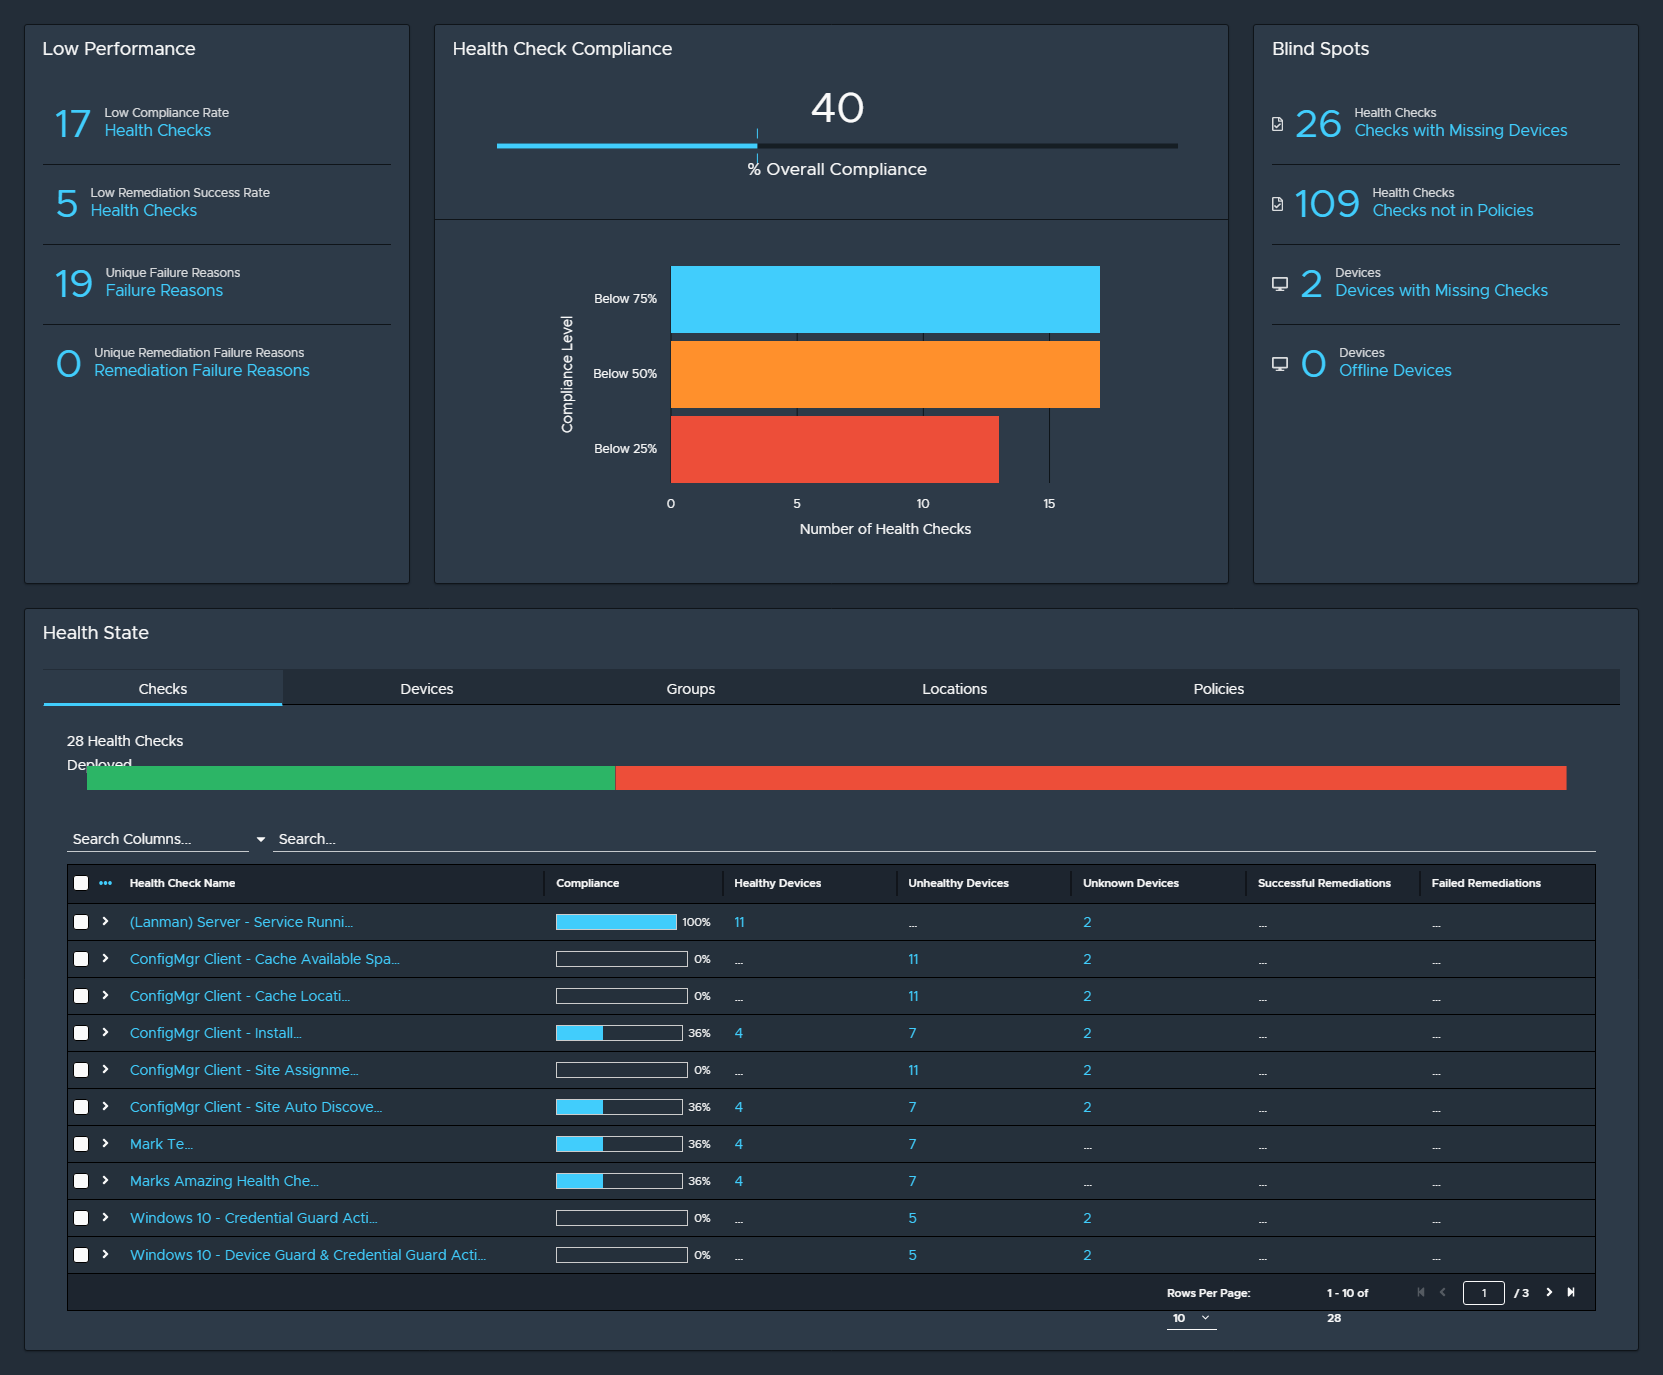 Low Performance
17
Low Compliance Rate
Health Checks
5
Low Remediation Success Rate
Health Checks
19
Unique Failure Reasons
Failure Reasons
0
Unique Remediation Failure Reasons
Remediation Failure Reasons
Health Check Compliance
40
% Overall Compliance
Compliance Level
Below 75%
Below 50%
Below 25%
0 5 10 15
Number of Health Checks
Blind Spots
26
Health Checks
Checks with Missing Devices
109
Health Checks
Checks not in Policies
2
Devices
Devices with Missing Checks
0
Devices
Offline Devices
Health State
Checks Devices Groups Locations Policies
28 Health Checks
Deployed
Search Columns... Search...
Health Check Name Compliance Healthy Devices Unhealthy Devices Unknown Devices Successful Remediations Failed Remediations
(Lanman) Server - Service Runni... 100% 11 ... 2 ... ...
ConfigMgr Client - Cache Available Spa... 0% ... 11 2 ... ...
ConfigMgr Client - Cache Locati... 0% ... 11 2 ... ...
ConfigMgr Client - Install... 36% 4 7 2 ... ...
ConfigMgr Client - Site Assignme... 0% ... 11 2 ... ...
ConfigMgr Client - Site Auto Discove... 36% 4 7 2 ... ...
Mark Te... 36% 4 7 ... ... ...
Marks Amazing Health Che... 36% 4 7 ... ... ...
Windows 10 - Credential Guard Acti... 0% ... 5 2 ... ...
Windows 10 - Device Guard & Credential Guard Acti... 0% ... 5 2 ... ...
Rows Per Page: 1 - 10 of 1 / 3
10 28